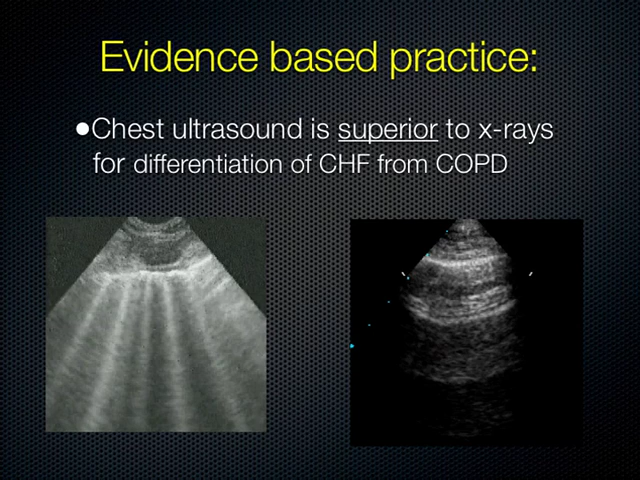 Evidence based practice:
•Chest ultrasound is superior to x-rays
for differentiation of CHF from COPD